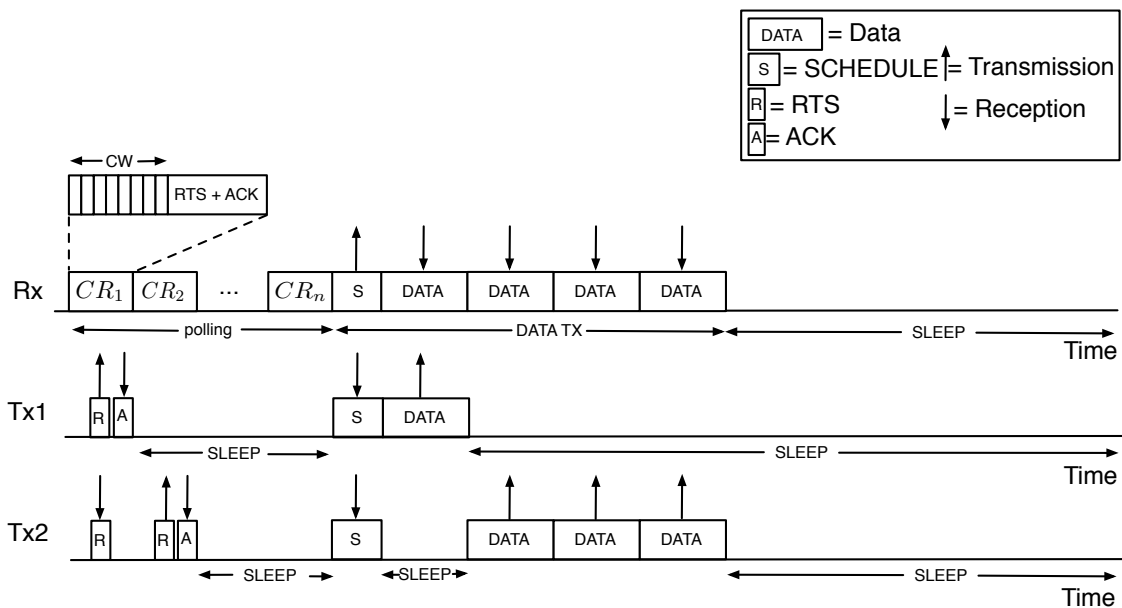 DATA = Data
S = SCHEDULE = Transmission
R = RTS = Reception
A = ACK
CW
RTS + ACK
Rx CR1 CR2 ... CRn S DATA DATA DATA DATA
polling DATA TX SLEEP
Time
Tx1 R A S DATA
SLEEP SLEEP
Time
Tx2 R R A S DATA DATA DATA
SLEEP SLEEP SLEEP
Time